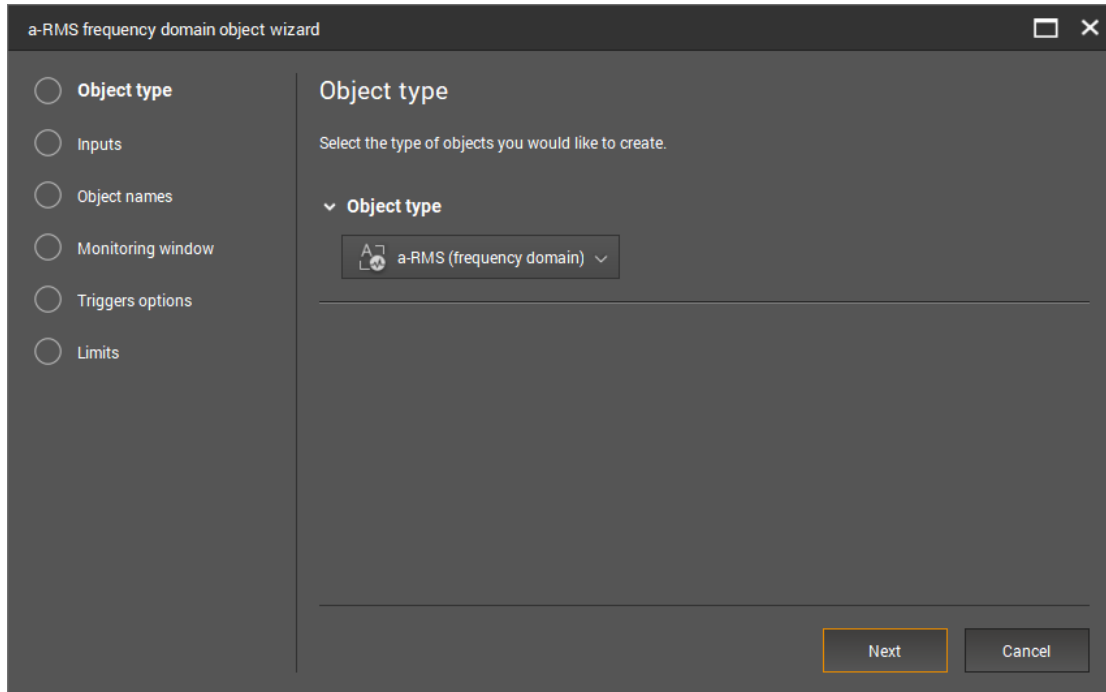 a-RMS frequency domain object wizard
Object type
Inputs
Object names
Monitoring window
Triggers options
Limits
Object type
Select the type of objects you would like to create.
Object type
a-RMS (frequency domain)
Next
Cancel